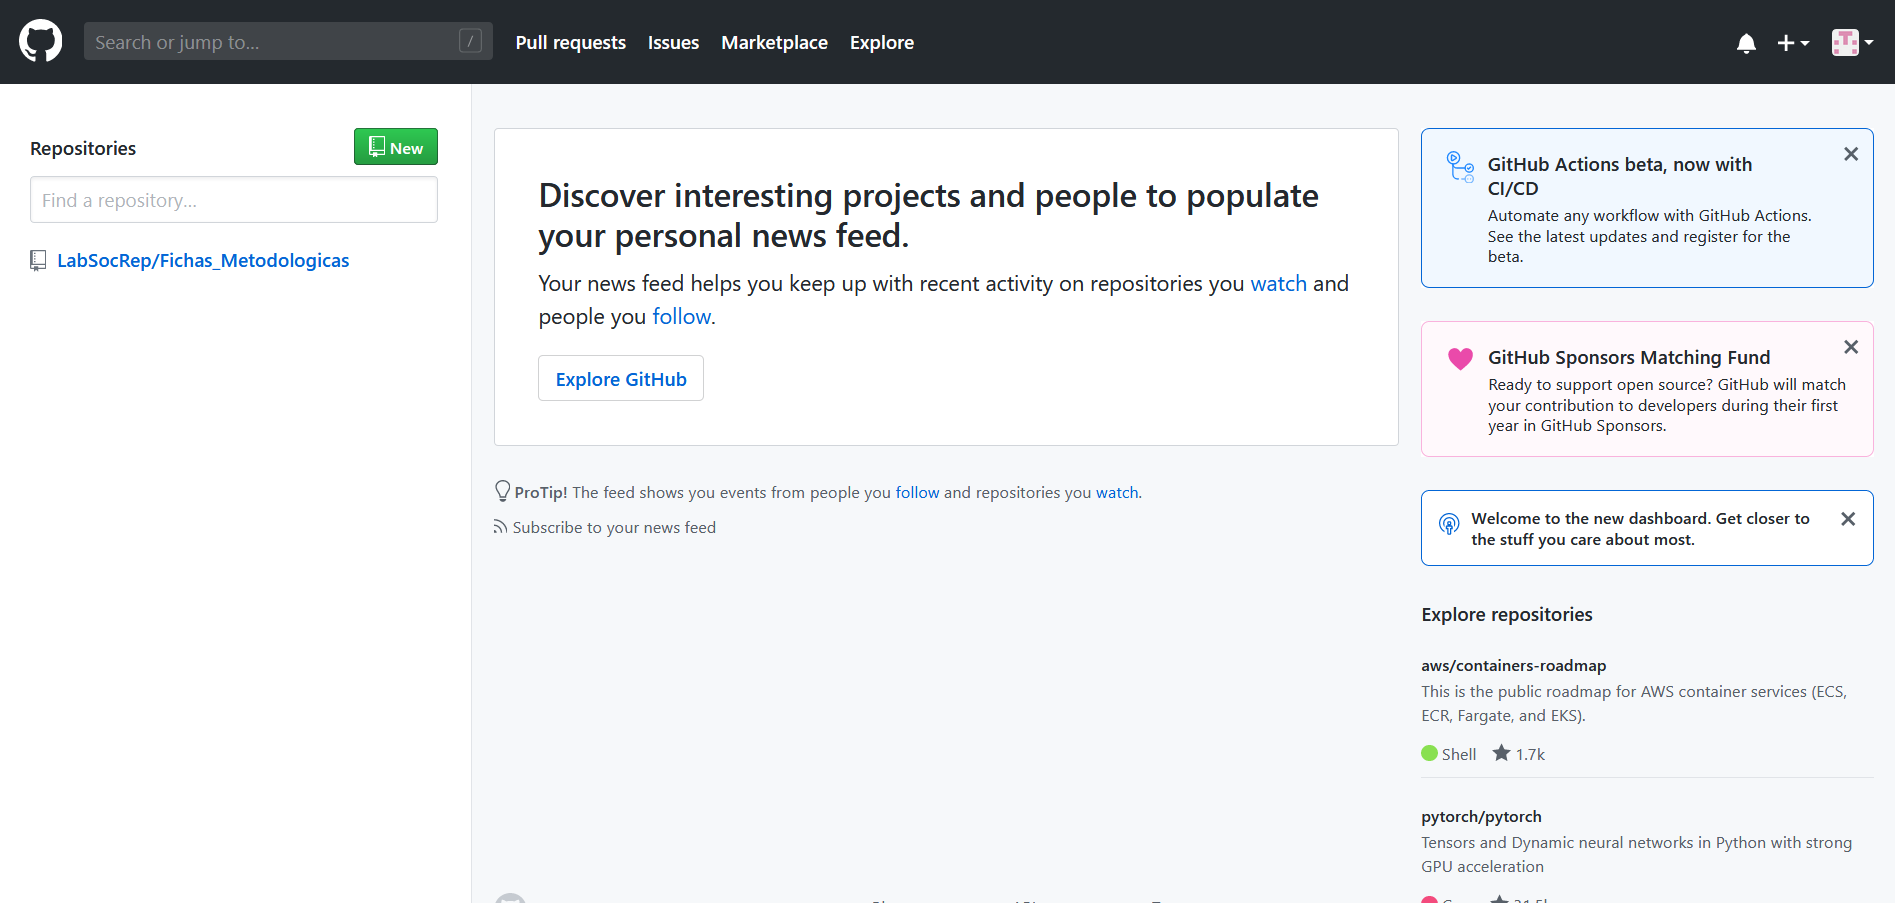 Search or jump to... /
Pull requests Issues Marketplace Explore
Repositories
New
Find a repository...
LabSocRep/Fichas_Metodologicas
Discover interesting projects and people to populate
your personal news feed.
Your news feed helps you keep up with recent activity on repositories you watch and
people you follow.
Explore GitHub
ProTip! The feed shows you events from people you follow and repositories you watch.
Subscribe to your news feed
GitHub Actions beta, now with
CI/CD
Automate any workflow with GitHub Actions.
See the latest updates and register for the
beta.
GitHub Sponsors Matching Fund
Ready to support open source? GitHub will match
your contribution to developers during their first
year in GitHub Sponsors.
Welcome to the new dashboard. Get closer to
the stuff you care about most.
Explore repositories
aws/containers-roadmap
This is the public roadmap for AWS container services (ECS,
ECR, Fargate, and EKS).
Shell 1.7k
pytorch/pytorch
Tensors and Dynamic neural networks in Python with strong
GPU acceleration